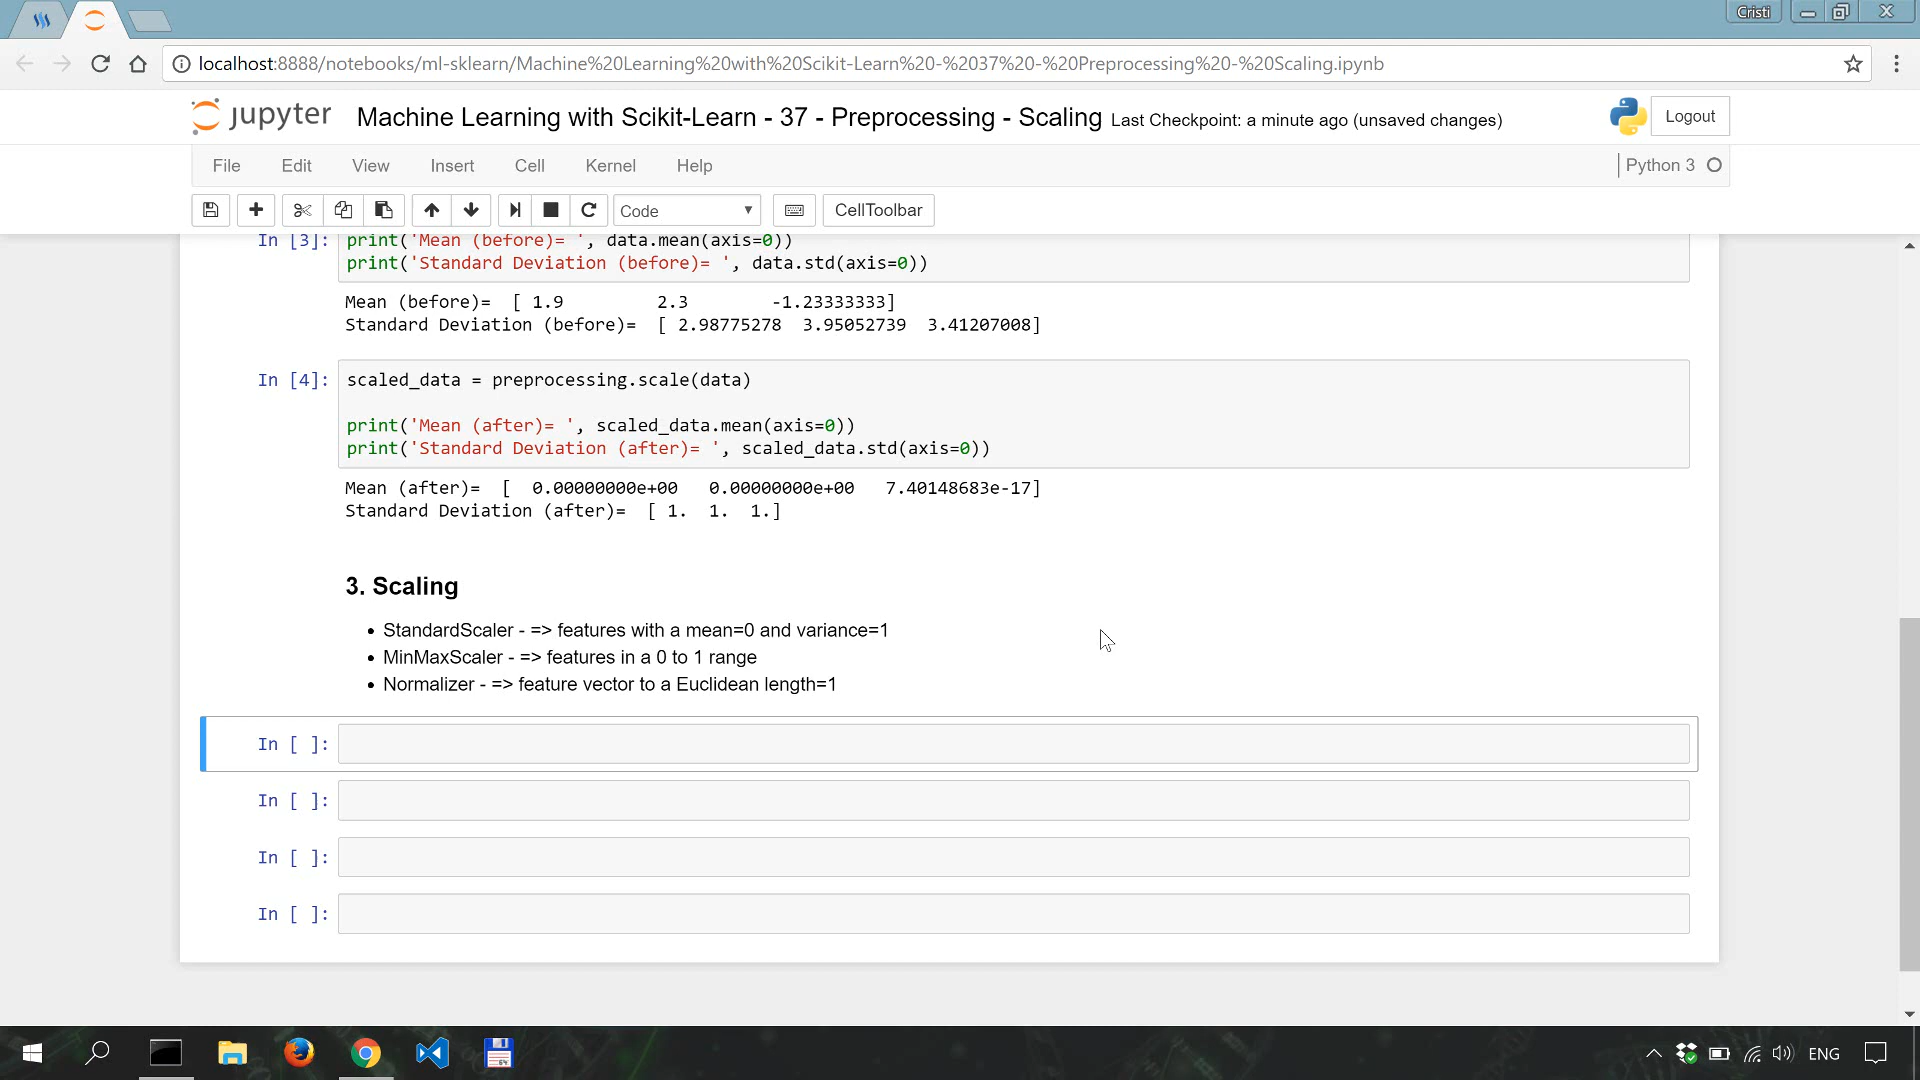 Cristi
localhost:8888/notebooks/ml-sklearn/Machine%20Learning%20with%20Scikit-Learn%20-%2037%20-%20Preprocessing%20-%20Scaling.ipynb
jupyter Machine Learning with Scikit-Learn - 37 - Preprocessing - Scaling Last Checkpoint: a minute ago (unsaved changes) Logout
File Edit View Insert Cell Kernel Help Python 3
Code CellToolbar
In [3]: print('Mean (before)= ', data.mean(axis=0))
print('Standard Deviation (before)= ', data.std(axis=0))
Mean (before)=  [ 1.9         2.3        -1.23333333]
Standard Deviation (before)=  [ 2.98775278  3.95052739  3.41207008]
In [4]: scaled_data = preprocessing.scale(data)
print('Mean (after)= ', scaled_data.mean(axis=0))
print('Standard Deviation (after)= ', scaled_data.std(axis=0))
Mean (after)=  [  0.00000000e+00   0.00000000e+00   7.40148683e-17]
Standard Deviation (after)=  [ 1.  1.  1.]
3. Scaling
• StandardScaler - => features with a mean=0 and variance=1
• MinMaxScaler - => features in a 0 to 1 range
• Normalizer - => feature vector to a Euclidean length=1
In [ ]:
In [ ]:
In [ ]:
In [ ]:
64
ENG